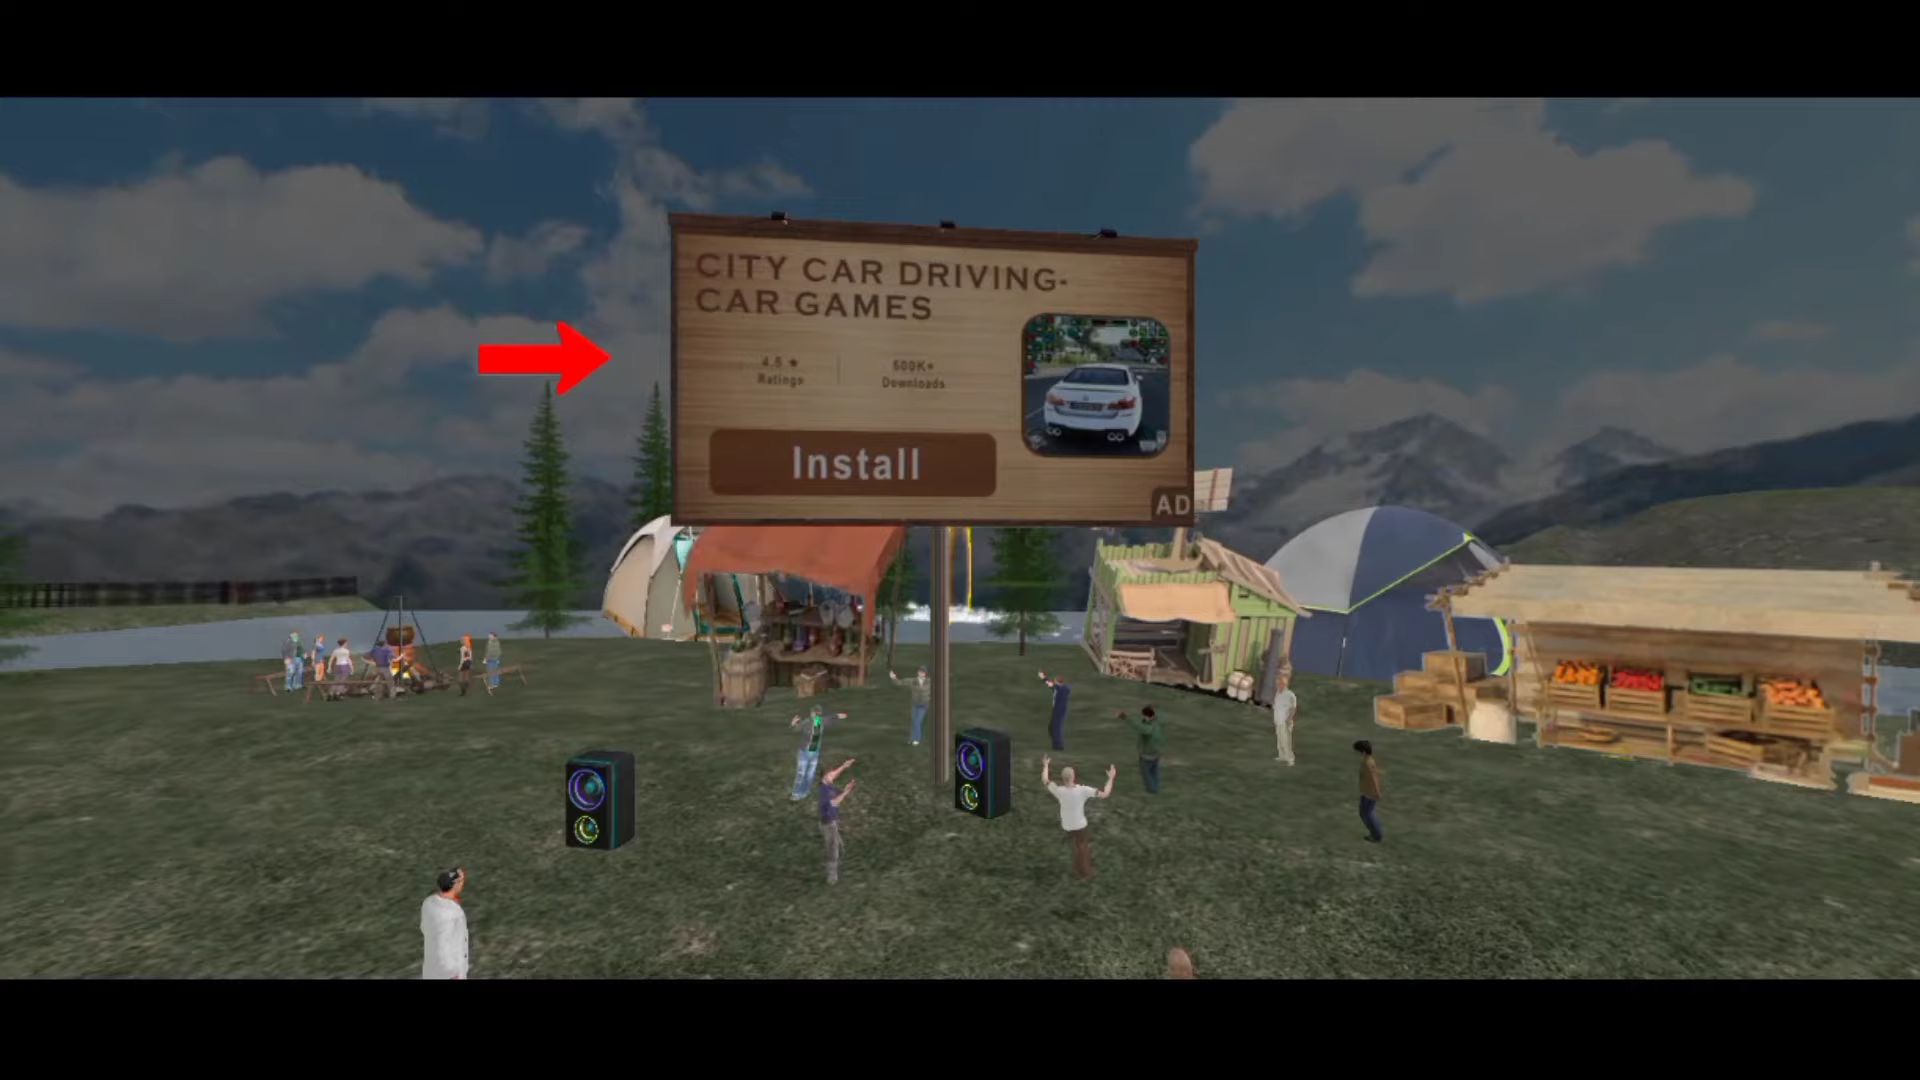 CITY CAR DRIVING-
CAR GAMES
4.5 ★
Ratings
500K+
Downloads
Install
AD